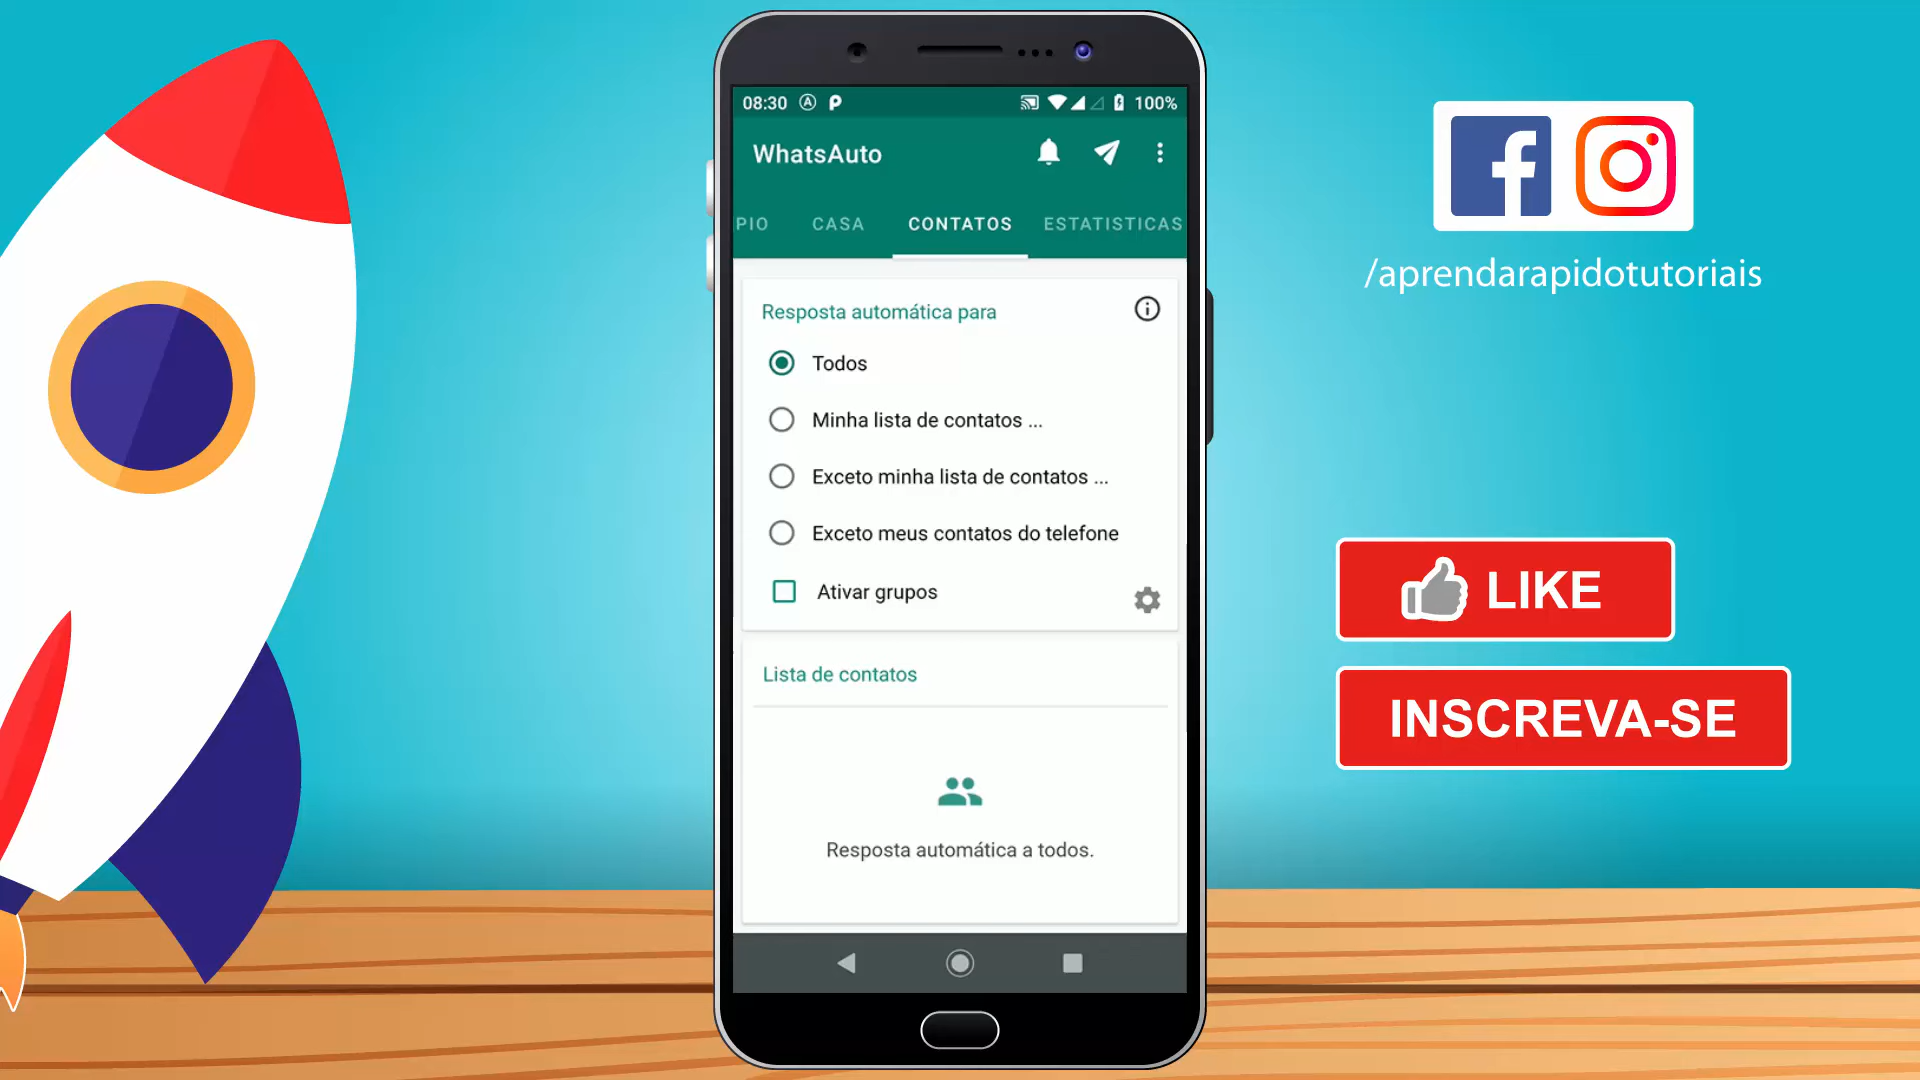 08:30
100%
WhatsAuto
PIO CASA CONTATOS ESTATISTICAS
Resposta automática para
Todos
Minha lista de contatos ...
Exceto minha lista de contatos ...
Exceto meus contatos do telefone
Ativar grupos
Lista de contatos
Resposta automática a todos.
/aprendarapidotutoriais
LIKE
INSCREVA-SE